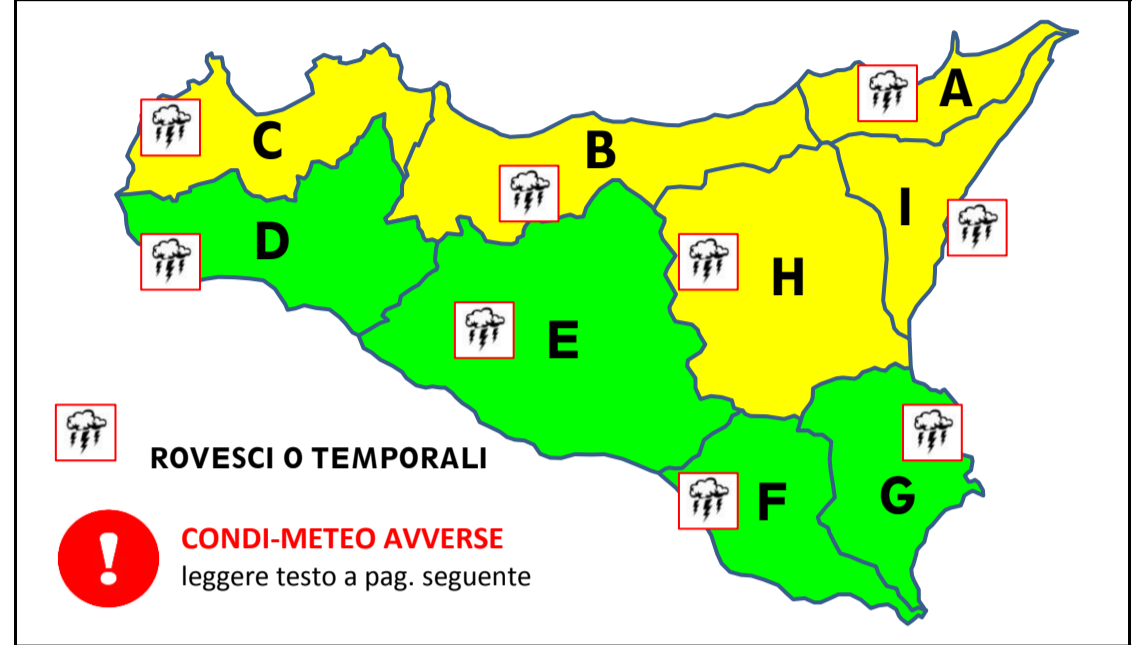 A
C
B
I
D
H
E
ROVESCI O TEMPORALI
F
G
!
CONDI-METEO AVVERSE
leggere testo a pag. seguente